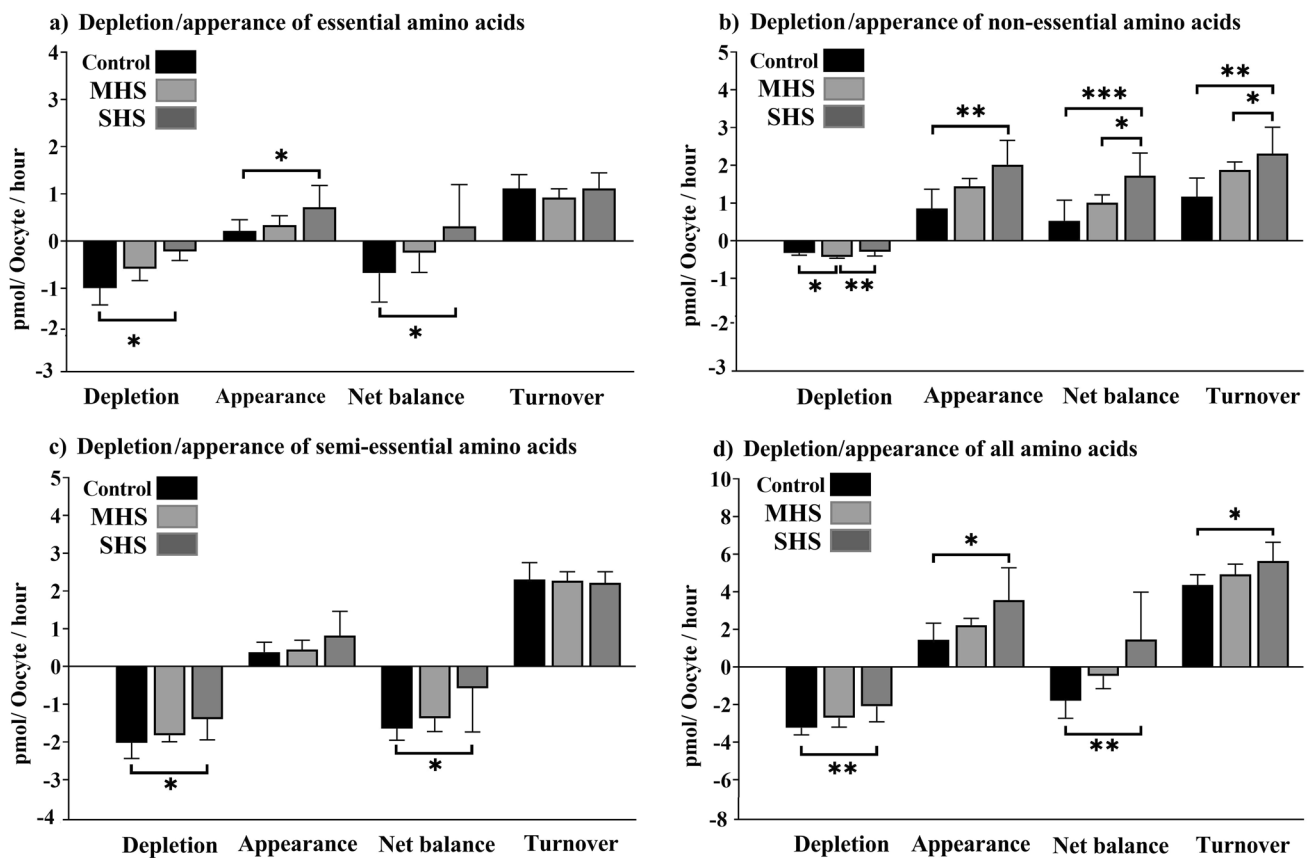 a) Depletion/apperance of essential amino acids
Control
MHS
SHS
pmol/ Oocyte / hour
4
3
2
1
0
-1
-2
-3
*
*
*
Depletion Appearance Net balance Turnover
b) Depletion/apperance of non-essential amino acids
Control
MHS
SHS
pmol/ Oocyte / hour
5
4
3
2
1
0
-1
-2
-3
* **
**
***
*
**
*
Depletion Appearance Net balance Turnover
c) Depletion/apperance of semi-essential amino acids
Control
MHS
SHS
pmol/ Oocyte / hour
5
4
3
2
1
0
-1
-2
-3
-4
*
*
Depletion Appearance Net balance Turnover
d) Depletion/appearance of all amino acids
Control
MHS
SHS
pmol/ Oocyte / hour
10
8
6
4
2
0
-2
-4
-6
-8
**
*
**
*
Depletion Appearance Net balance Turnover